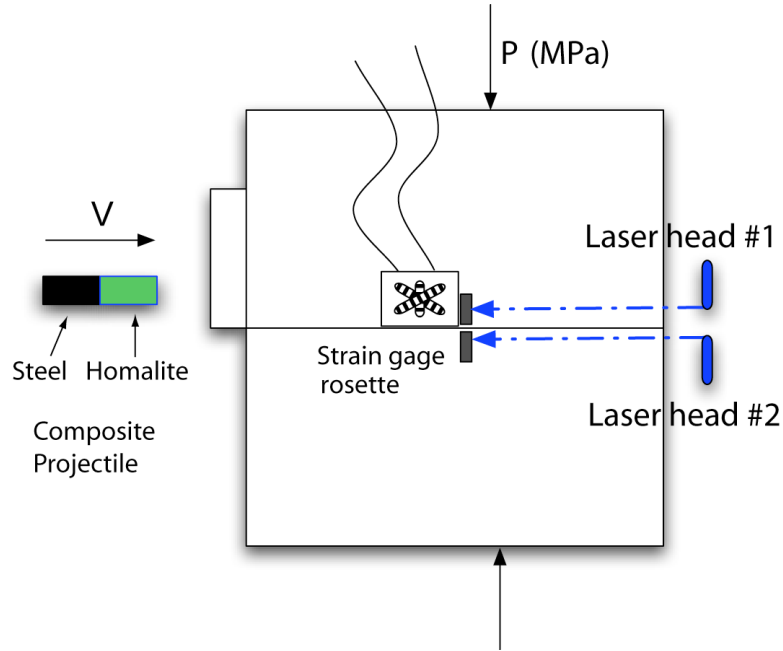 P (MPa)
V
Laser head #1
Steel Homalite
Strain gage
rosette
Laser head #2
Composite
Projectile